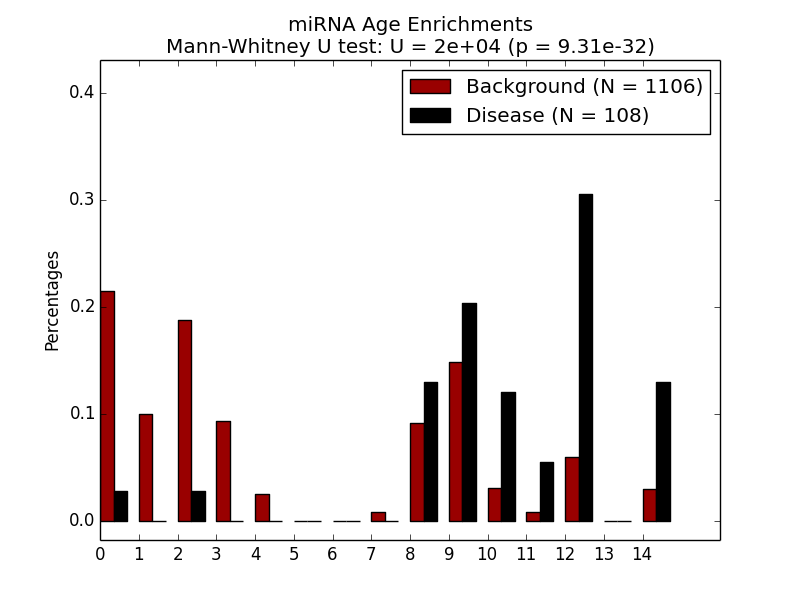 miRNA Age Enrichments
Mann-Whitney U test: U = 2e+04 (p = 9.31e-32)
Background (N = 1106)
Disease (N = 108)
Percentages
0.4
0.3
0.2
0.1
0.0
0 1 2 3 4 5 6 7 8 9 10 11 12 13 14